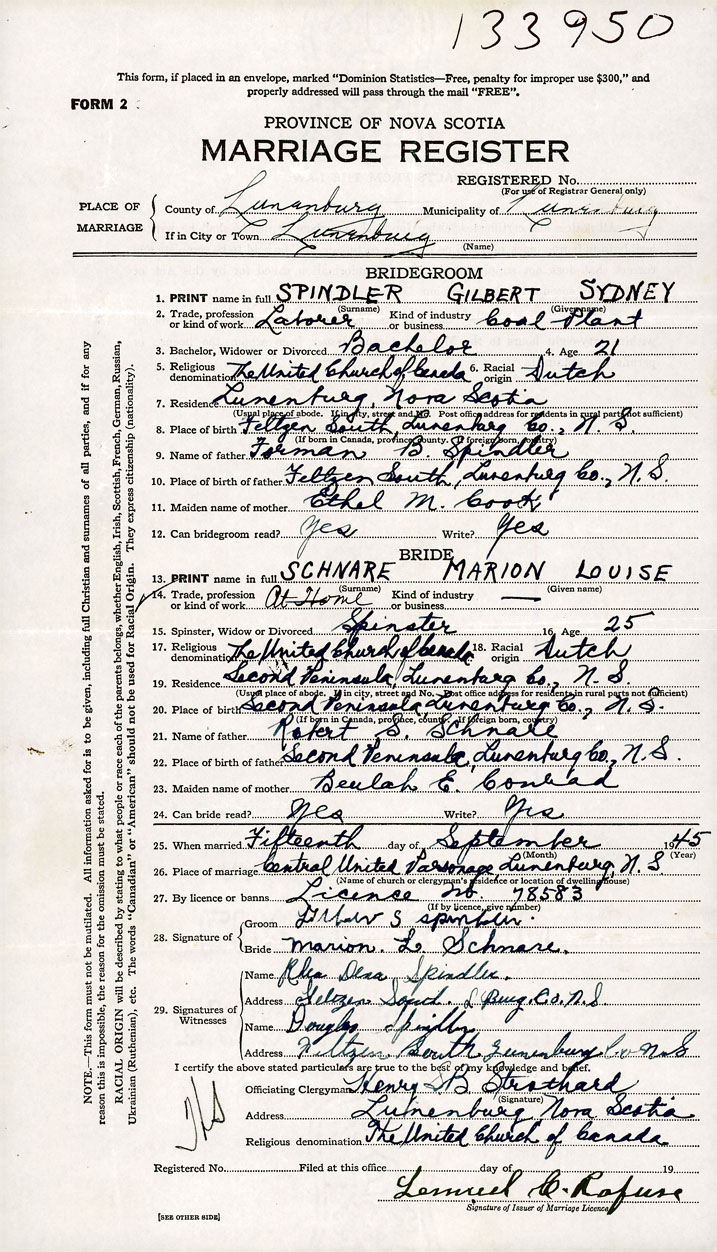 133950
This form, if placed in an envelope, marked "Dominion Statistics—Free, penalty for improper use $300," and
properly addressed will pass through the mail "FREE".
FORM 2
PROVINCE OF NOVA SCOTIA
MARRIAGE REGISTER
REGISTERED No.
(For use of Registrar General only)
PLACE OF MARRIAGE
County of Lunenburg Municipality of Lunenburg
If in City or Town Lunenburg
(Name)
BRIDEGROOM
1. PRINT name in full SPINDLER GILBERT SYDNEY
(Surname) (Given name)
2. Trade, profession or kind of work Laborer Kind of industry or business Coal Plant
3. Bachelor, Widower or Divorced Bachelor 4. Age 21
5. Religious denomination The United Church of Canada 6. Racial origin Dutch
7. Residence Lunenburg, Nova Scotia
(Usual place of abode. If in city, street and No. Post office address for residents in rural parts not sufficient)
8. Place of birth Feltzen South, Lunenburg Co., N. S.
(If born in Canada, province, county. If foreign born, country)
9. Name of father Forman B. Spindler
10. Place of birth of father Feltzen South, Lunenburg Co., N. S.
11. Maiden name of mother Ethel M. Cook
12. Can bridegroom read? Yes Write? Yes
BRIDE
13. PRINT name in full SCHNARE MARION LOUISE
(Surname) (Given name)
14. Trade, profession or kind of work At Home Kind of industry or business —
15. Spinster, Widow or Divorced Spinster 16. Age 25
17. Religious denomination The United Church of Canada 18. Racial origin Dutch
19. Residence Second Peninsula, Lunenburg Co., N. S.
(Usual place of abode. If in city, street and No. Post office address for residents in rural parts not sufficient)
20. Place of birth Second Peninsula, Lunenburg Co., N. S.
(If born in Canada, province, county. If foreign born, country)
21. Name of father Robert S. Schnare
22. Place of birth of father Second Peninsula, Lunenburg Co., N. S.
23. Maiden name of mother Beulah E. Conrad
24. Can bride read? Yes Write? Yes
25. When married Fifteenth day of September 1945
(Month) (Year)
26. Place of marriage Central United Parsonage, Lunenburg, N. S.
(Name of church or clergymen's residence or location of dwelling house)
27. By licence or banns Licence No. 78583
(If by licence, give number)
28. Signature of
Groom S spindler
Bride Marion. L. Schnare.
29. Signatures of Witnesses
Name Rhea Dena Spindler.
Address Feltzen South. L'Burg. Co. N.S.
Name Douglas Spindler
Address Feltzen South Lunenburg Co N.S
I certify the above stated particulars are true to the best of my knowledge and belief.
Officiating Clergyman Henry B Strothard
(Signature)
Address Lunenburg Nova Scotia
Religious denomination The United Church of Canada
Registered No. Filed at this office day of 19
Lemuel C. Rafuse
Signature of Issuer of Marriage Licence
[SEE OTHER SIDE]
NOTE.—This form must not be mutilated. All information asked for is to be given, including full Christian and surnames of all parties, and if for any
reason this is impossible, the reason for the omission must be stated.
RACIAL ORIGIN will be described by stating to what people or race each of the parents belongs, whether English, Irish, Scottish, French, German, Russian,
Ukrainian (Ruthenian), etc. The words "Canadian" or "American" should not be used for Racial Origin. They express citizenship (nationality).